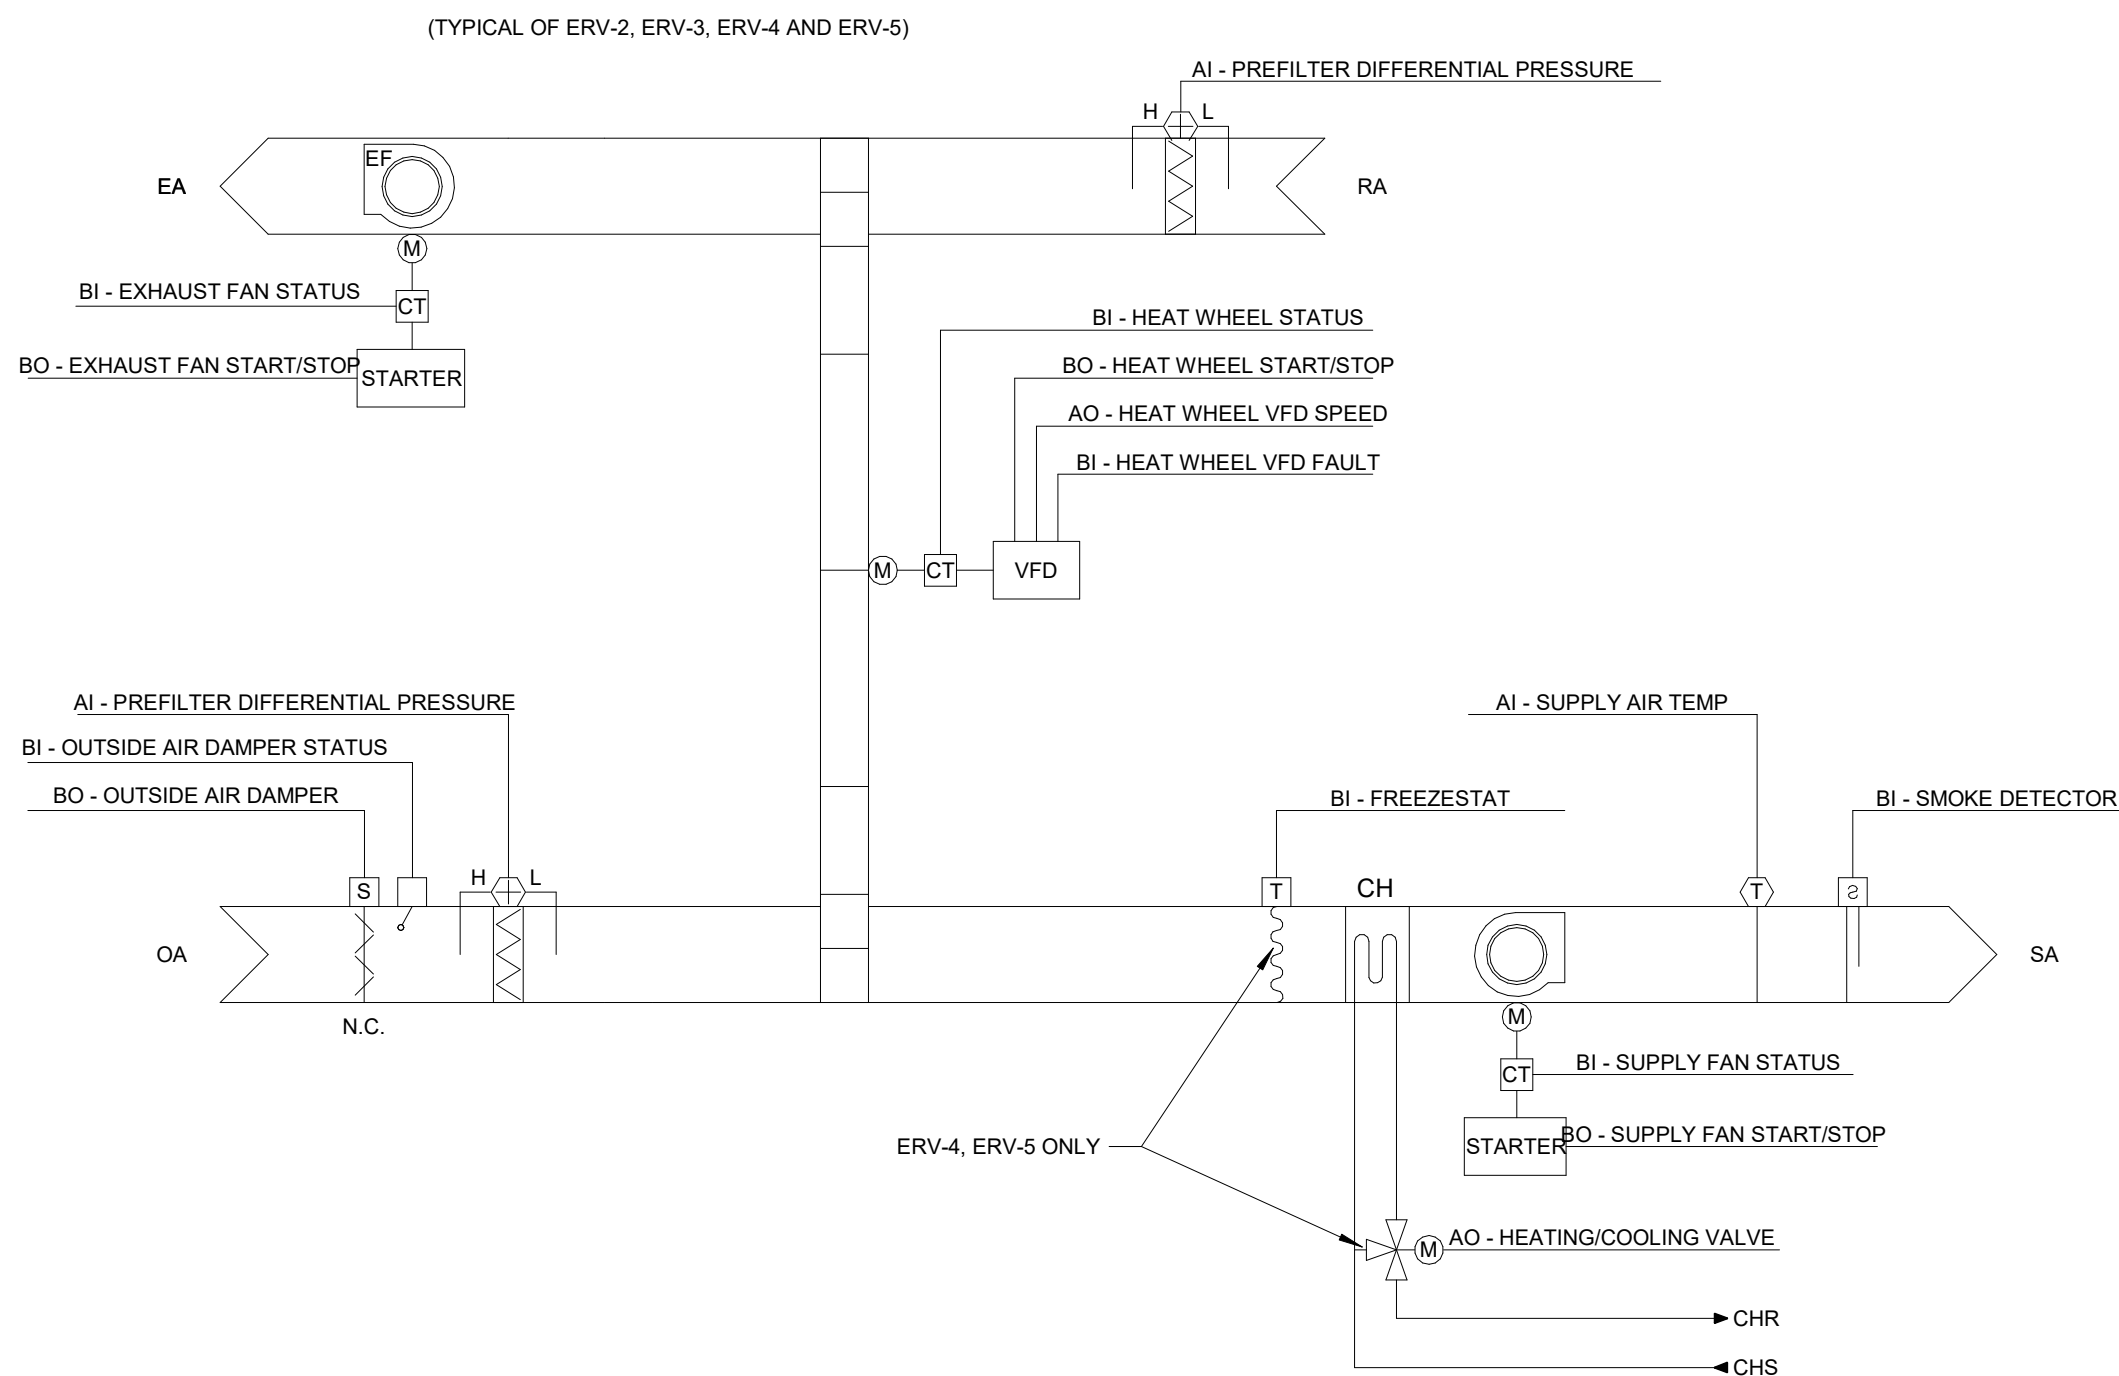 (TYPICAL OF ERV-2, ERV-3, ERV-4 AND ERV-5)
AI - PREFILTER DIFFERENTIAL PRESSURE
H
L
EF
EA
RA
M
BI - EXHAUST FAN STATUS
CT
BO - EXHAUST FAN START/STOP
STARTER
BI - HEAT WHEEL STATUS
BO - HEAT WHEEL START/STOP
AO - HEAT WHEEL VFD SPEED
BI - HEAT WHEEL VFD FAULT
M
CT
VFD
AI - PREFILTER DIFFERENTIAL PRESSURE
BI - OUTSIDE AIR DAMPER STATUS
BO - OUTSIDE AIR DAMPER
AI - SUPPLY AIR TEMP
BI - FREEZESTAT
BI - SMOKE DETECTOR
S
H
L
T
CH
T
S
OA
SA
N.C.
M
CT
BI - SUPPLY FAN STATUS
STARTER
BO - SUPPLY FAN START/STOP
ERV-4, ERV-5 ONLY
M
AO - HEATING/COOLING VALVE
CHR
CHS